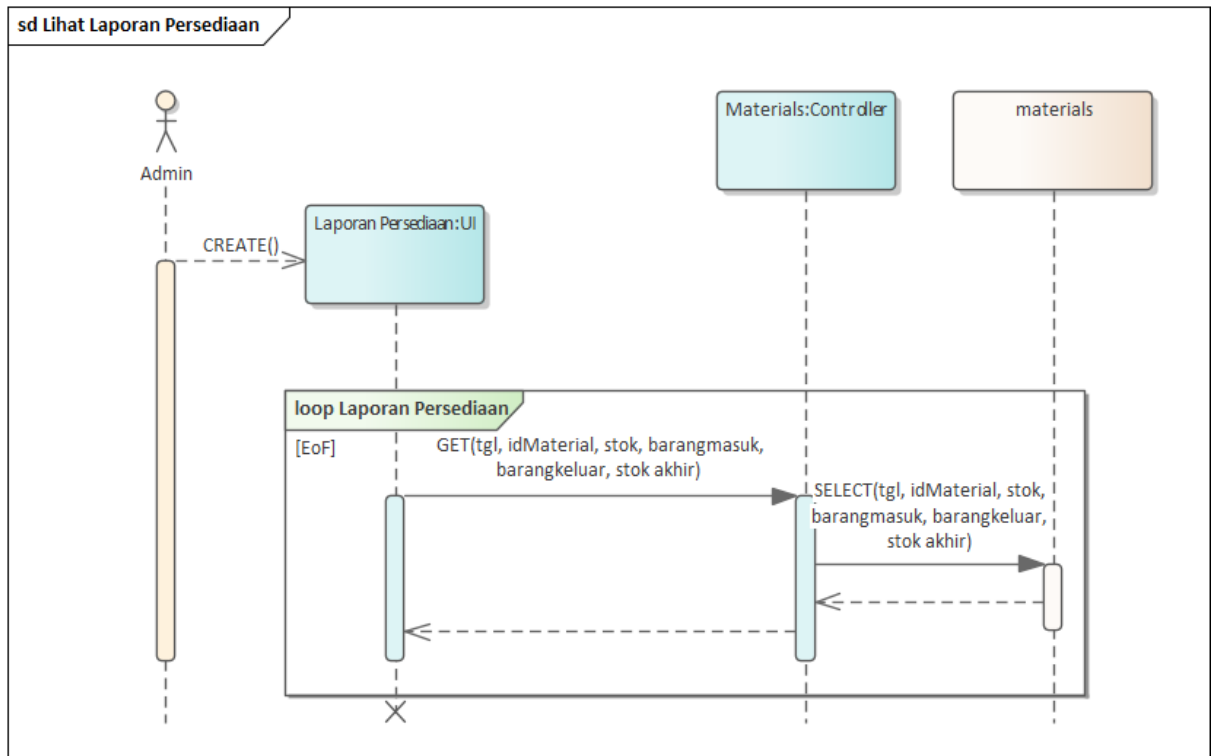 sd Lihat Laporan Persediaan
Admin
Materials:Controller
materials
Laporan Persediaan:UI
CREATE()
loop Laporan Persediaan
[EoF]
GET(tgl, idMaterial, stok, barangmasuk,
barangkeluar, stok akhir)
SELECT(tgl, idMaterial, stok,
barangmasuk, barangkeluar,
stok akhir)